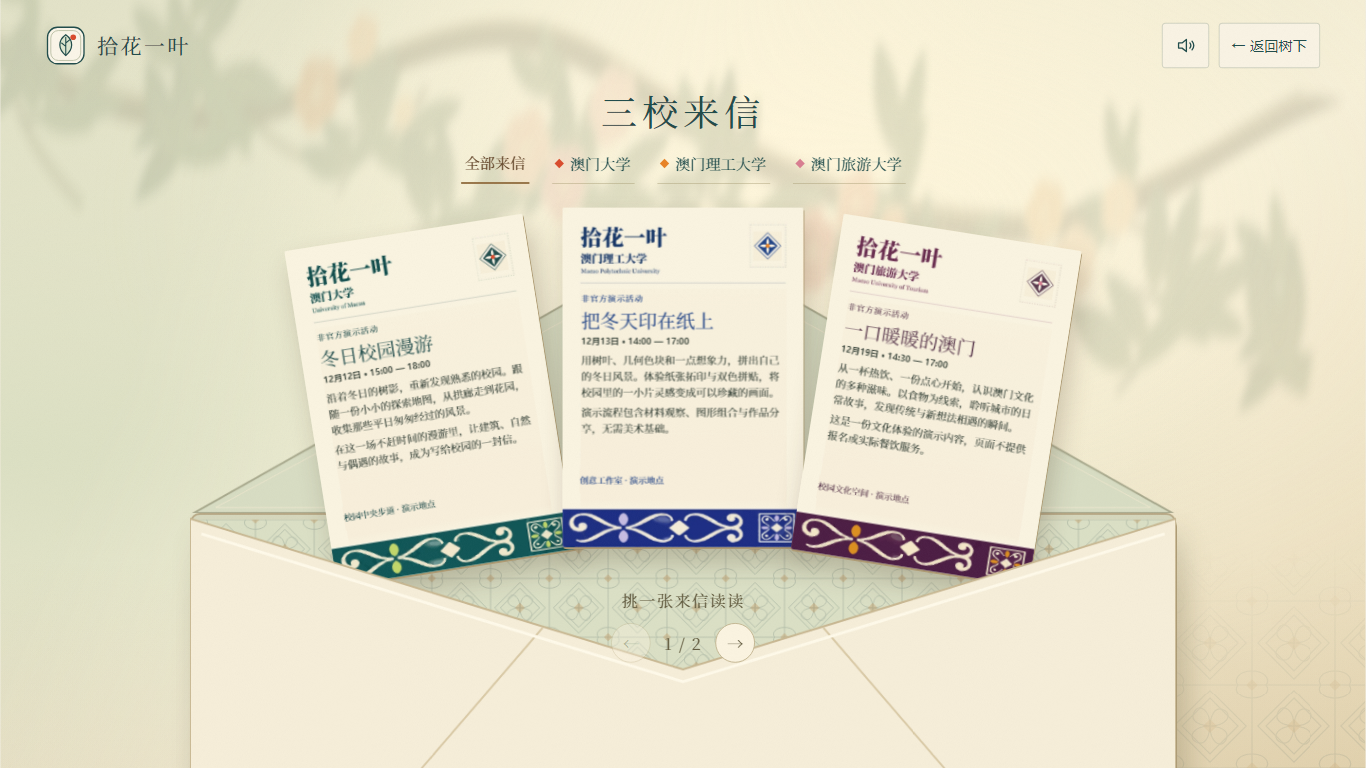 拾花一叶
← 返回树下
三校来信
全部来信
澳门大学
澳门理工大学
澳门旅游大学
拾花一叶
澳门大学
University of Macau
非官方演示活动
冬日校园漫游
12月12日 • 15:00 — 18:00
沿着冬日的树影，重新发现熟悉的校园。跟
随一份小小的探索地图，从拱廊走到花园，
收集那些平日匆匆经过的风景。
在这一场不赶时间的漫游里，让建筑、自然
与偶遇的故事，成为写给校园的一封信。
校园中央步道 · 演示地点
拾花一叶
澳门理工大学
Macao Polytechnic University
非官方演示活动
把冬天印在纸上
12月13日 • 14:00 — 17:00
用树叶、几何色块和一点想象力，拼出自己
的冬日风景。体验纸张拓印与双色拼贴，将
校园里的一小片灵感变成可以珍藏的画面。
演示流程包含材料观察、图形组合与作品分
享，无需美术基础。
创意工作室 · 演示地点
拾花一叶
澳门旅游大学
Macao University of Tourism
非官方演示活动
一口暖暖的澳门
12月19日 • 14:30 — 17:00
从一杯热饮、一份点心开始，认识澳门文化
的多种滋味。以食物为线索，聆听城市的日
常故事，发现传统与新想法相遇的瞬间。
这是一份文化体验的演示内容，页面不提供
报名或实际餐饮服务。
校园文化空间 · 演示地点
挑一张来信读读
← 1 / 2 →